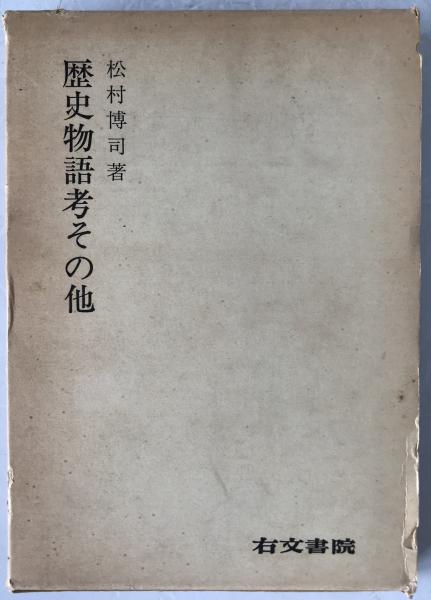 松村博司著
歴史物語考その他
右文書院